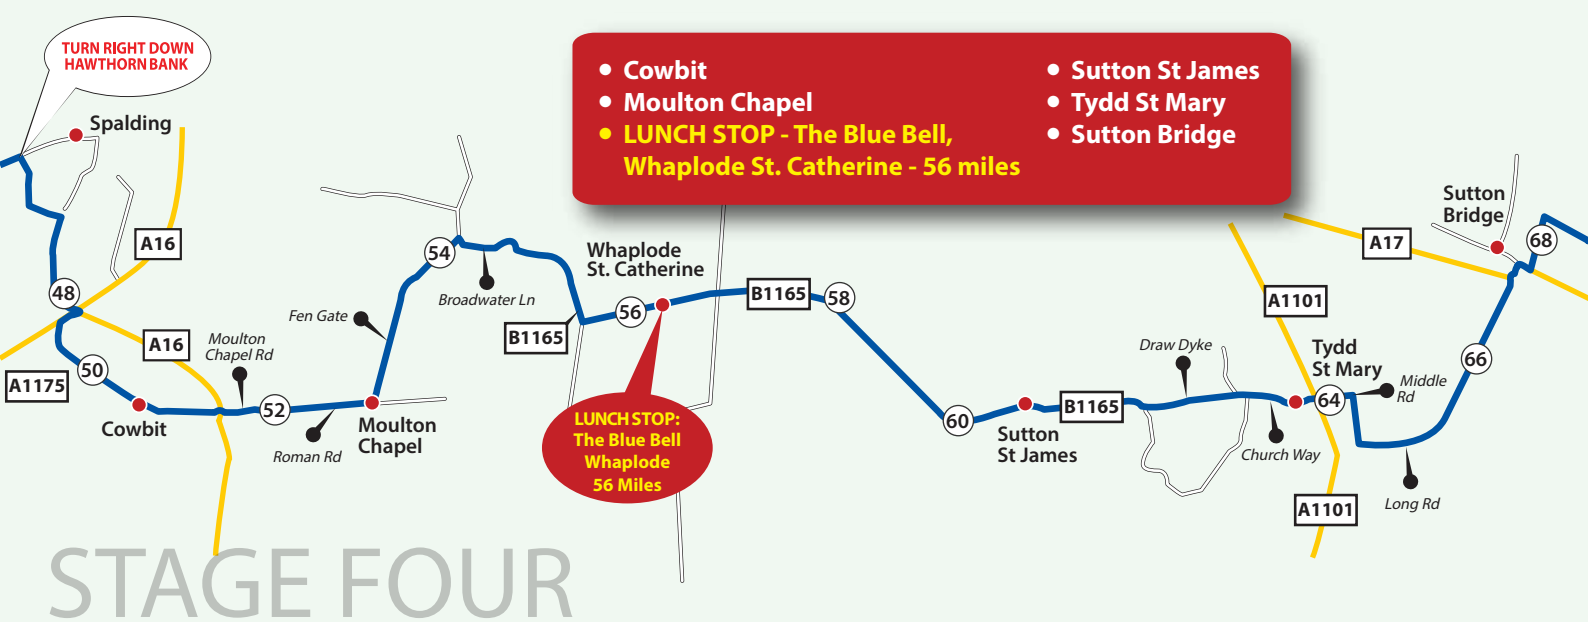 TURN RIGHT DOWN
HAWTHORN BANK
Spalding
• Cowbit
• Moulton Chapel
• LUNCH STOP - The Blue Bell,
Whaplode St. Catherine - 56 miles
• Sutton St James
• Tydd St Mary
• Sutton Bridge
A16
48
A16
A1175
50
Cowbit
Moulton
Chapel Rd
52
Roman Rd
Moulton
Chapel
Fen Gate
54
Broadwater Ln
B1165
56
Whaplode
St. Catherine
LUNCH STOP:
The Blue Bell
Whaplode
56 Miles
B1165
58
60
Sutton
St James
B1165
Draw Dyke
Church Way
A1101
Tydd
St Mary
64
Middle
Rd
A1101
Long Rd
66
A17
Sutton
Bridge
68
STAGE FOUR